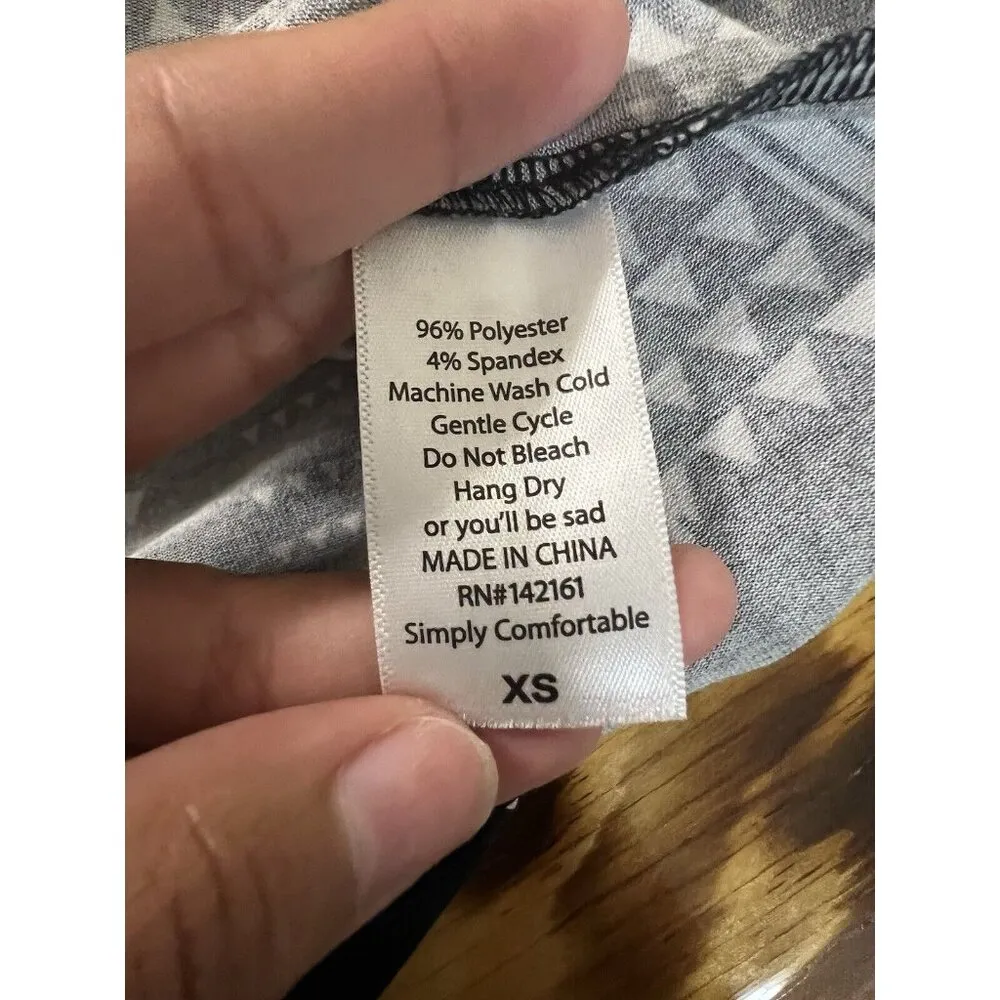 96% Polyester
4% Spandex
Machine Wash Cold
Gentle Cycle
Do Not Bleach
Hang Dry
or you'll be sad
MADE IN CHINA
RN#142161
Simply Comfortable
XS